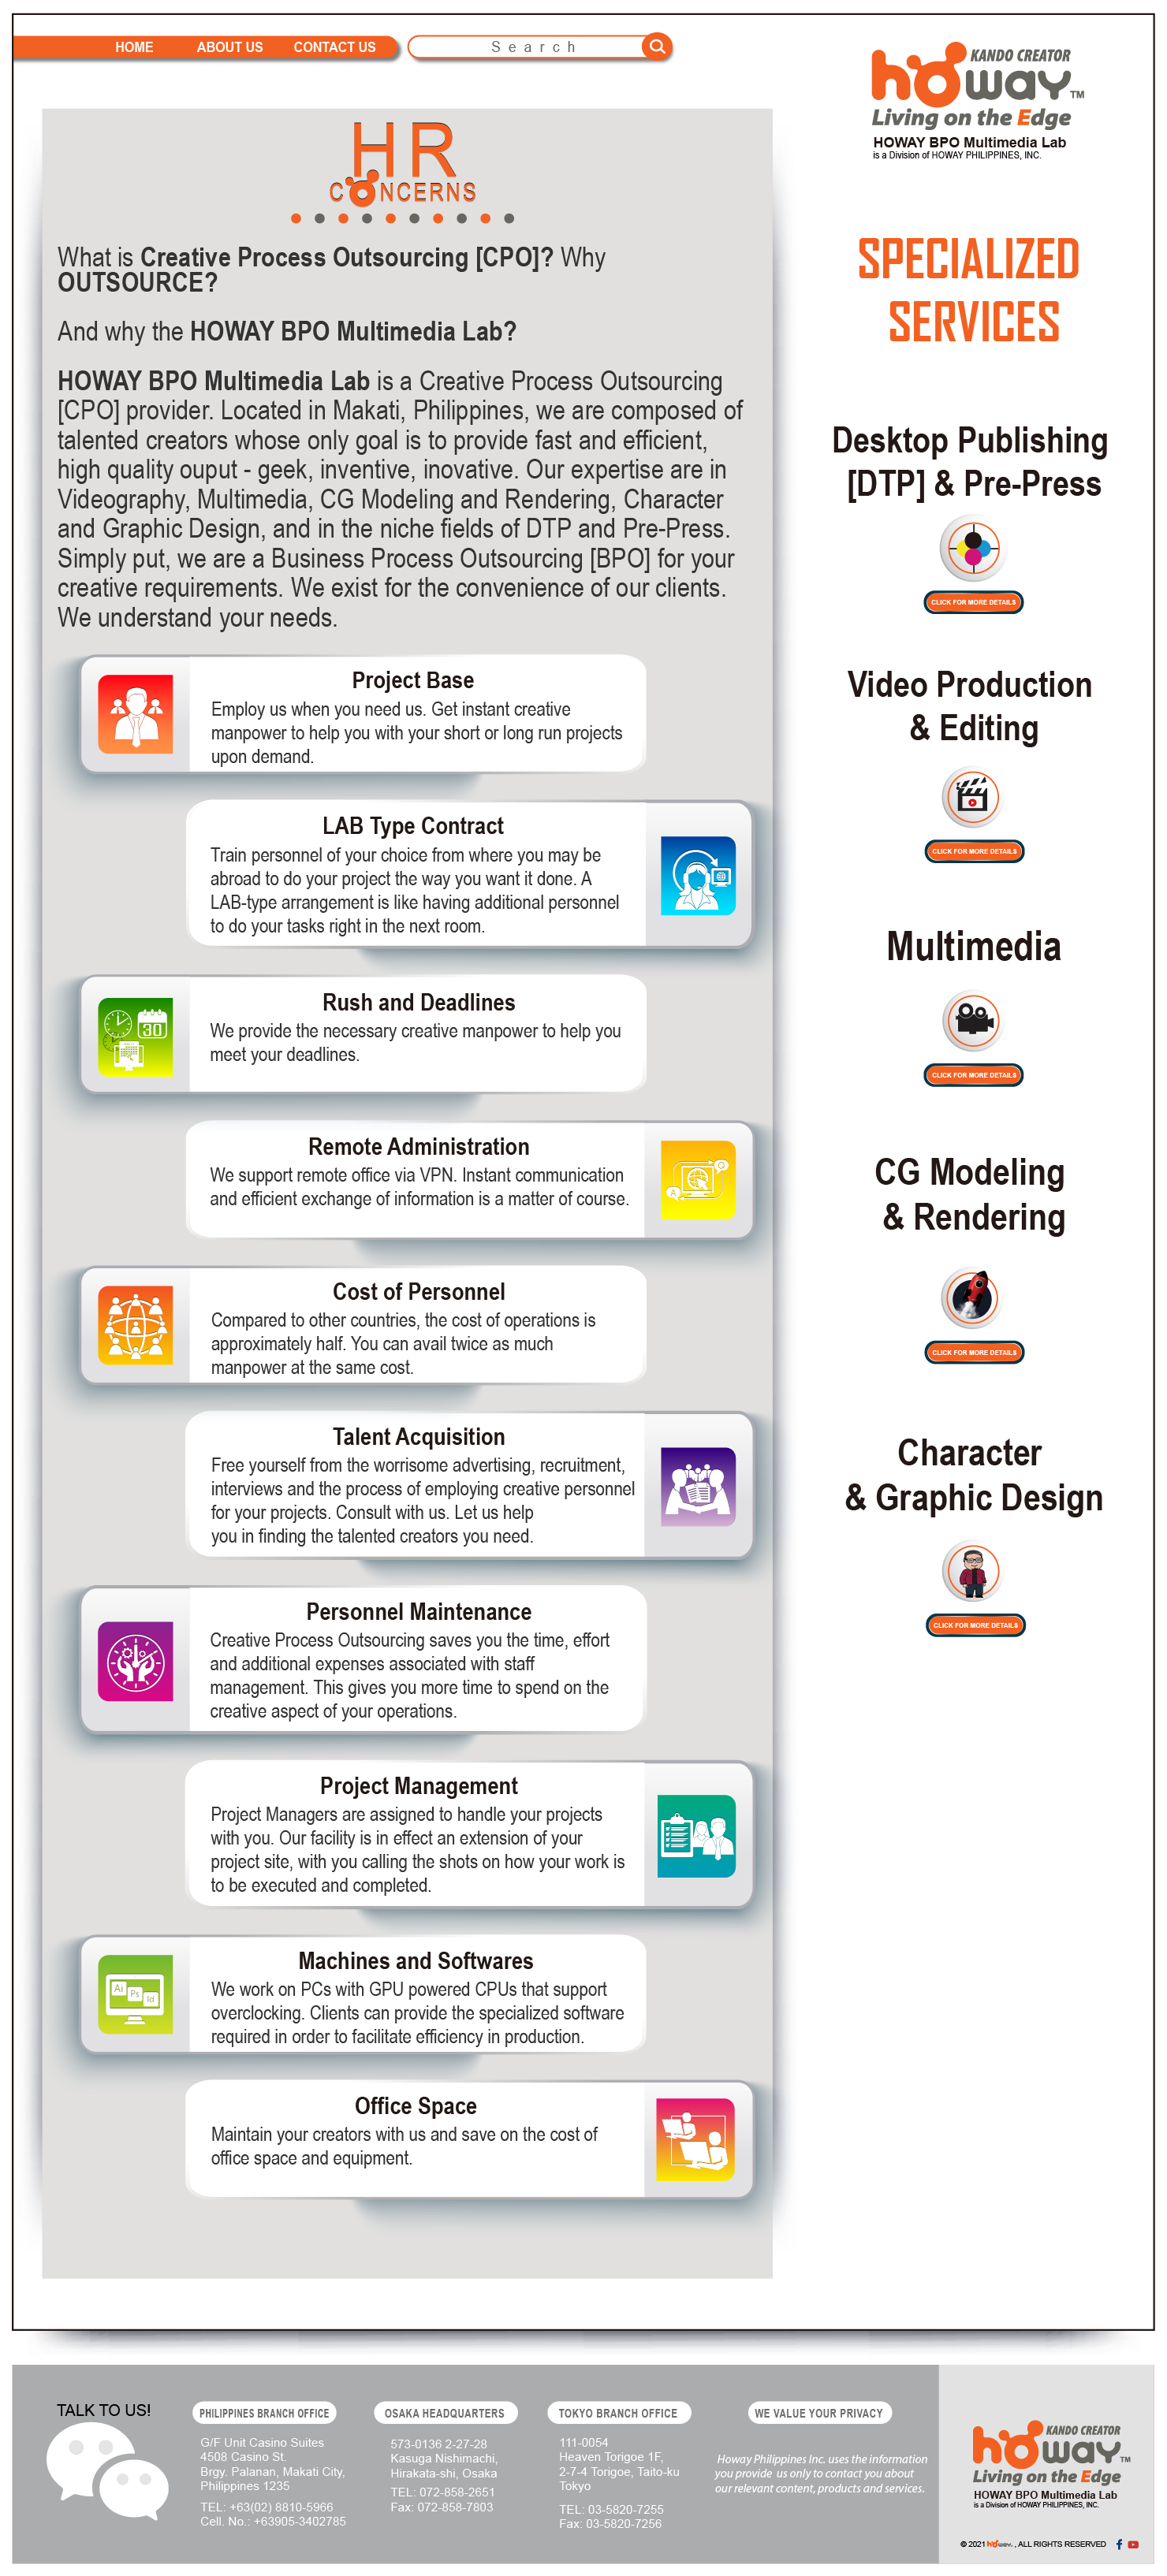 HOME ABOUT US CONTACT US Search
KANDO CREATOR
howay TM
Living on the Edge
HOWAY BPO Multimedia Lab
is a Division of HOWAY PHILIPPINES, INC.
HR
CONCERNS
What is Creative Process Outsourcing [CPO]? Why
OUTSOURCE?
And why the HOWAY BPO Multimedia Lab?
HOWAY BPO Multimedia Lab is a Creative Process Outsourcing
[CPO] provider. Located in Makati, Philippines, we are composed of
talented creators whose only goal is to provide fast and efficient,
high quality ouput - geek, inventive, inovative. Our expertise are in
Videography, Multimedia, CG Modeling and Rendering, Character
and Graphic Design, and in the niche fields of DTP and Pre-Press.
Simply put, we are a Business Process Outsourcing [BPO] for your
creative requirements. We exist for the convenience of our clients.
We understand your needs.
Project Base
Employ us when you need us. Get instant creative
manpower to help you with your short or long run projects
upon demand.
LAB Type Contract
Train personnel of your choice from where you may be
abroad to do your project the way you want it done. A
LAB-type arrangement is like having additional personnel
to do your tasks right in the next room.
30
Rush and Deadlines
We provide the necessary creative manpower to help you
meet your deadlines.
Remote Administration
We support remote office via VPN. Instant communication
and efficient exchange of information is a matter of course.
Q
A
Cost of Personnel
Compared to other countries, the cost of operations is
approximately half. You can avail twice as much
manpower at the same cost.
Talent Acquisition
Free yourself from the worrisome advertising, recruitment,
interviews and the process of employing creative personnel
for your projects. Consult with us. Let us help
you in finding the talented creators you need.
Personnel Maintenance
Creative Process Outsourcing saves you the time, effort
and additional expenses associated with staff
management. This gives you more time to spend on the
creative aspect of your operations.
Project Management
Project Managers are assigned to handle your projects
with you. Our facility is in effect an extension of your
project site, with you calling the shots on how your work is
to be executed and completed.
Ai Ps Id
Machines and Softwares
We work on PCs with GPU powered CPUs that support
overclocking. Clients can provide the specialized software
required in order to facilitate efficiency in production.
Office Space
Maintain your creators with us and save on the cost of
office space and equipment.
SPECIALIZED
SERVICES
Desktop Publishing
[DTP] & Pre-Press
CLICK FOR MORE DETAILS
Video Production
& Editing
CLICK FOR MORE DETAILS
Multimedia
CLICK FOR MORE DETAILS
CG Modeling
& Rendering
CLICK FOR MORE DETAILS
Character
& Graphic Design
CLICK FOR MORE DETAILS
TALK TO US!
PHILIPPINES BRANCH OFFICE
G/F Unit Casino Suites
4508 Casino St.
Brgy. Palanan, Makati City,
Philippines 1235
TEL: +63(02) 8810-5966
Cell. No.: +63905-3402785
OSAKA HEADQUARTERS
573-0136 2-27-28
Kasuga Nishimachi,
Hirakata-shi, Osaka
TEL: 072-858-2651
Fax: 072-858-7803
TOKYO BRANCH OFFICE
111-0054
Heaven Torigoe 1F,
2-7-4 Torigoe, Taito-ku
Tokyo
TEL: 03-5820-7255
Fax: 03-5820-7256
WE VALUE YOUR PRIVACY
Howay Philippines Inc. uses the information
you provide us only to contact you about
our relevant content, products and services.
KANDO CREATOR
howay TM
Living on the Edge
HOWAY BPO Multimedia Lab
is a Division of HOWAY PHILIPPINES, INC.
© 2021 howay. , ALL RIGHTS RESERVED f